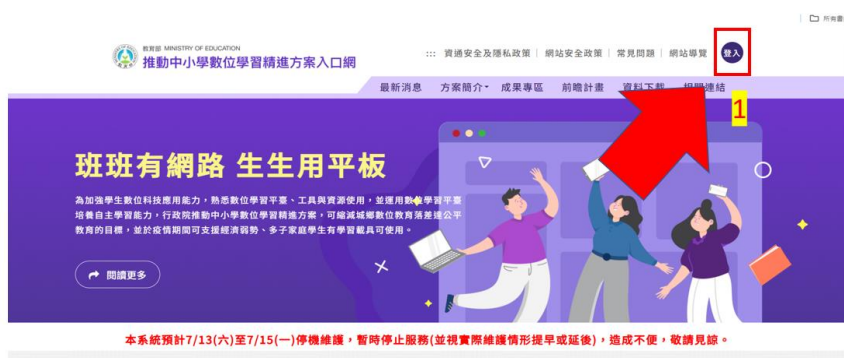 所有書
教育部 MINISTRY OF EDUCATION
推動中小學數位學習精進方案入口網
::: 資通安全及隱私政策 | 網站安全政策 | 常見問題 | 網站導覽
登入
最新消息 方案簡介 成果專區 前瞻計畫 資料下載 相關連結
1
班班有網路 生生用平板
為加強學生數位科技應用能力，熟悉數位學習平臺、工具與資源使用，並運用數位學習平臺
培養自主學習能力，行政院推動中小學數位學習精進方案，可縮減城鄉數位教育落差達公平
教育的目標，並於疫情期間可支援經濟弱勢、多子家庭學生有學習載具可使用。
閱讀更多
本系統預計7/13(六)至7/15(一)停機維護，暫時停止服務(並視實際維護情形提早或延後)，造成不便，敬請見諒。